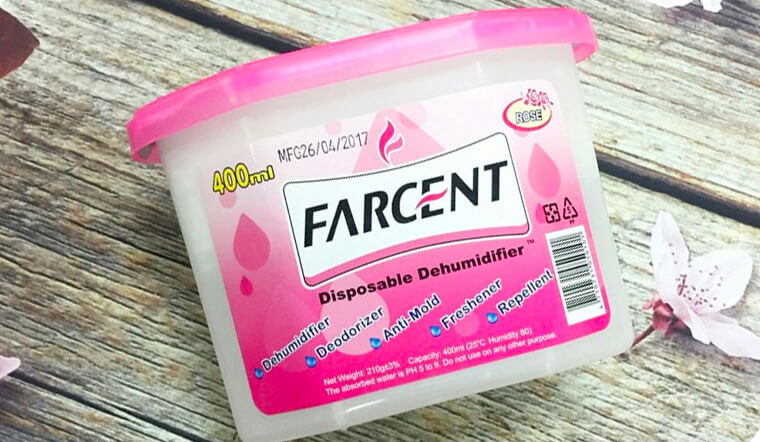 MFG26/04/2017
ROSE
400ml
FARCENT
Disposable Dehumidifier™
Dehumidifier
Deodorizer
Anti-Mold
Freshener
Repellent
Net Weight: 210g±3% Capacity: 400ml (25°C Humidity 80)
The absorbed water is PH 5 to 8. Do not use on any other purpose.